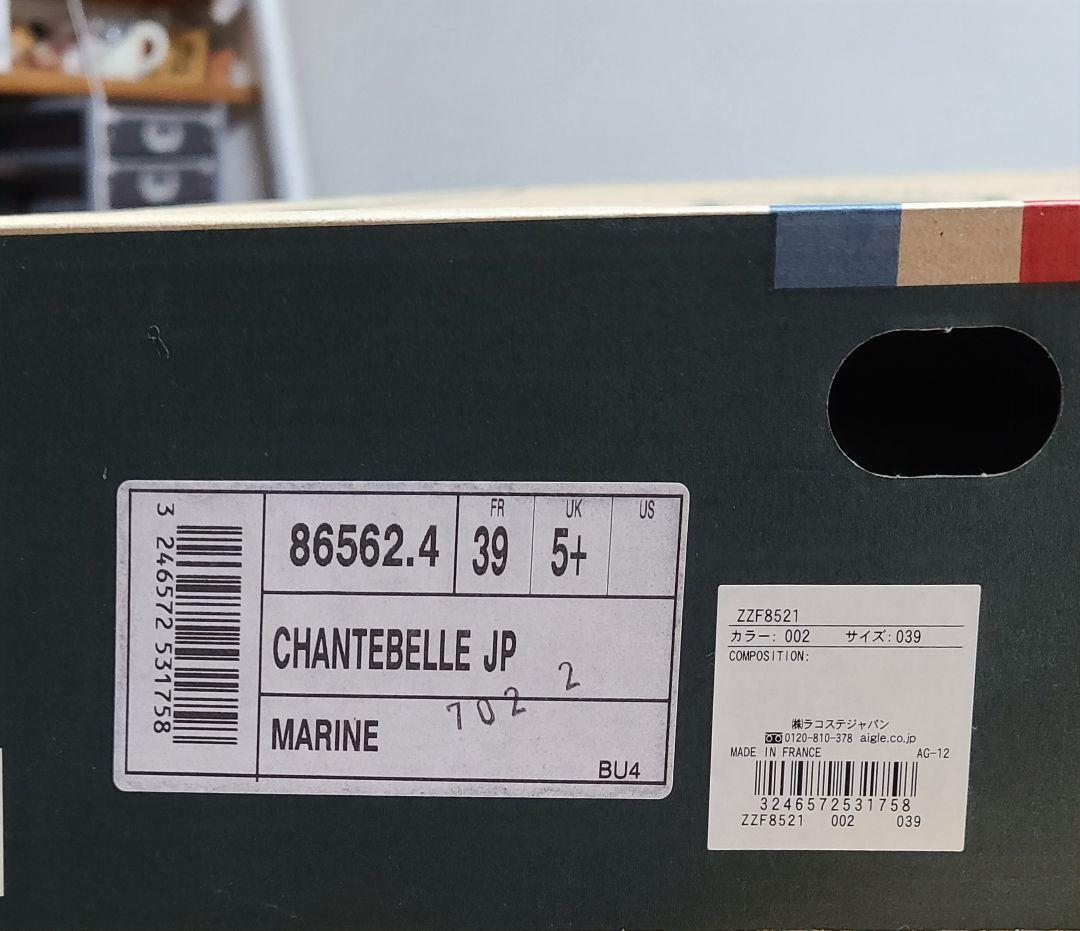 3 246572 531758
86562.4
FR
39
UK
5+
US
CHANTEBELLE JP
2
702
MARINE
BU4
ZZF8521
カラー: 002 サイズ:039
COMPOSITION:
㈱ラコステジャパン
0120-810-378 aigle.co.jp
MADE IN FRANCE AG-12
3246572531758
ZZF8521 002 039